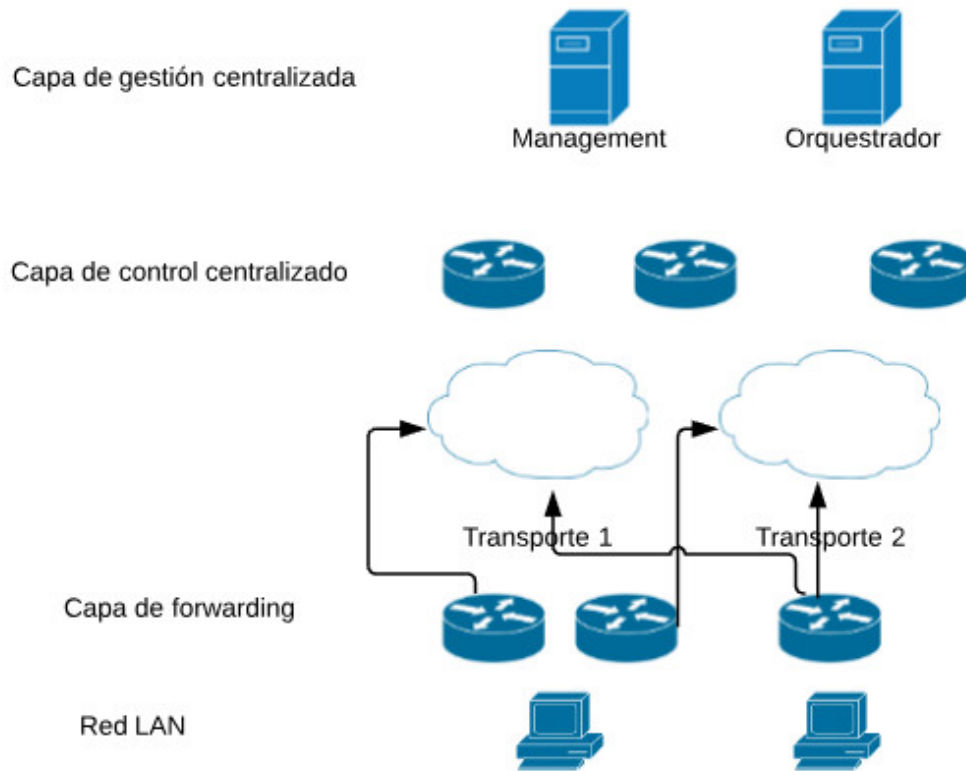 Capa de gestión centralizada
Management
Orquestrador
Capa de control centralizado
Transporte 1
Transporte 2
Capa de forwarding
Red LAN